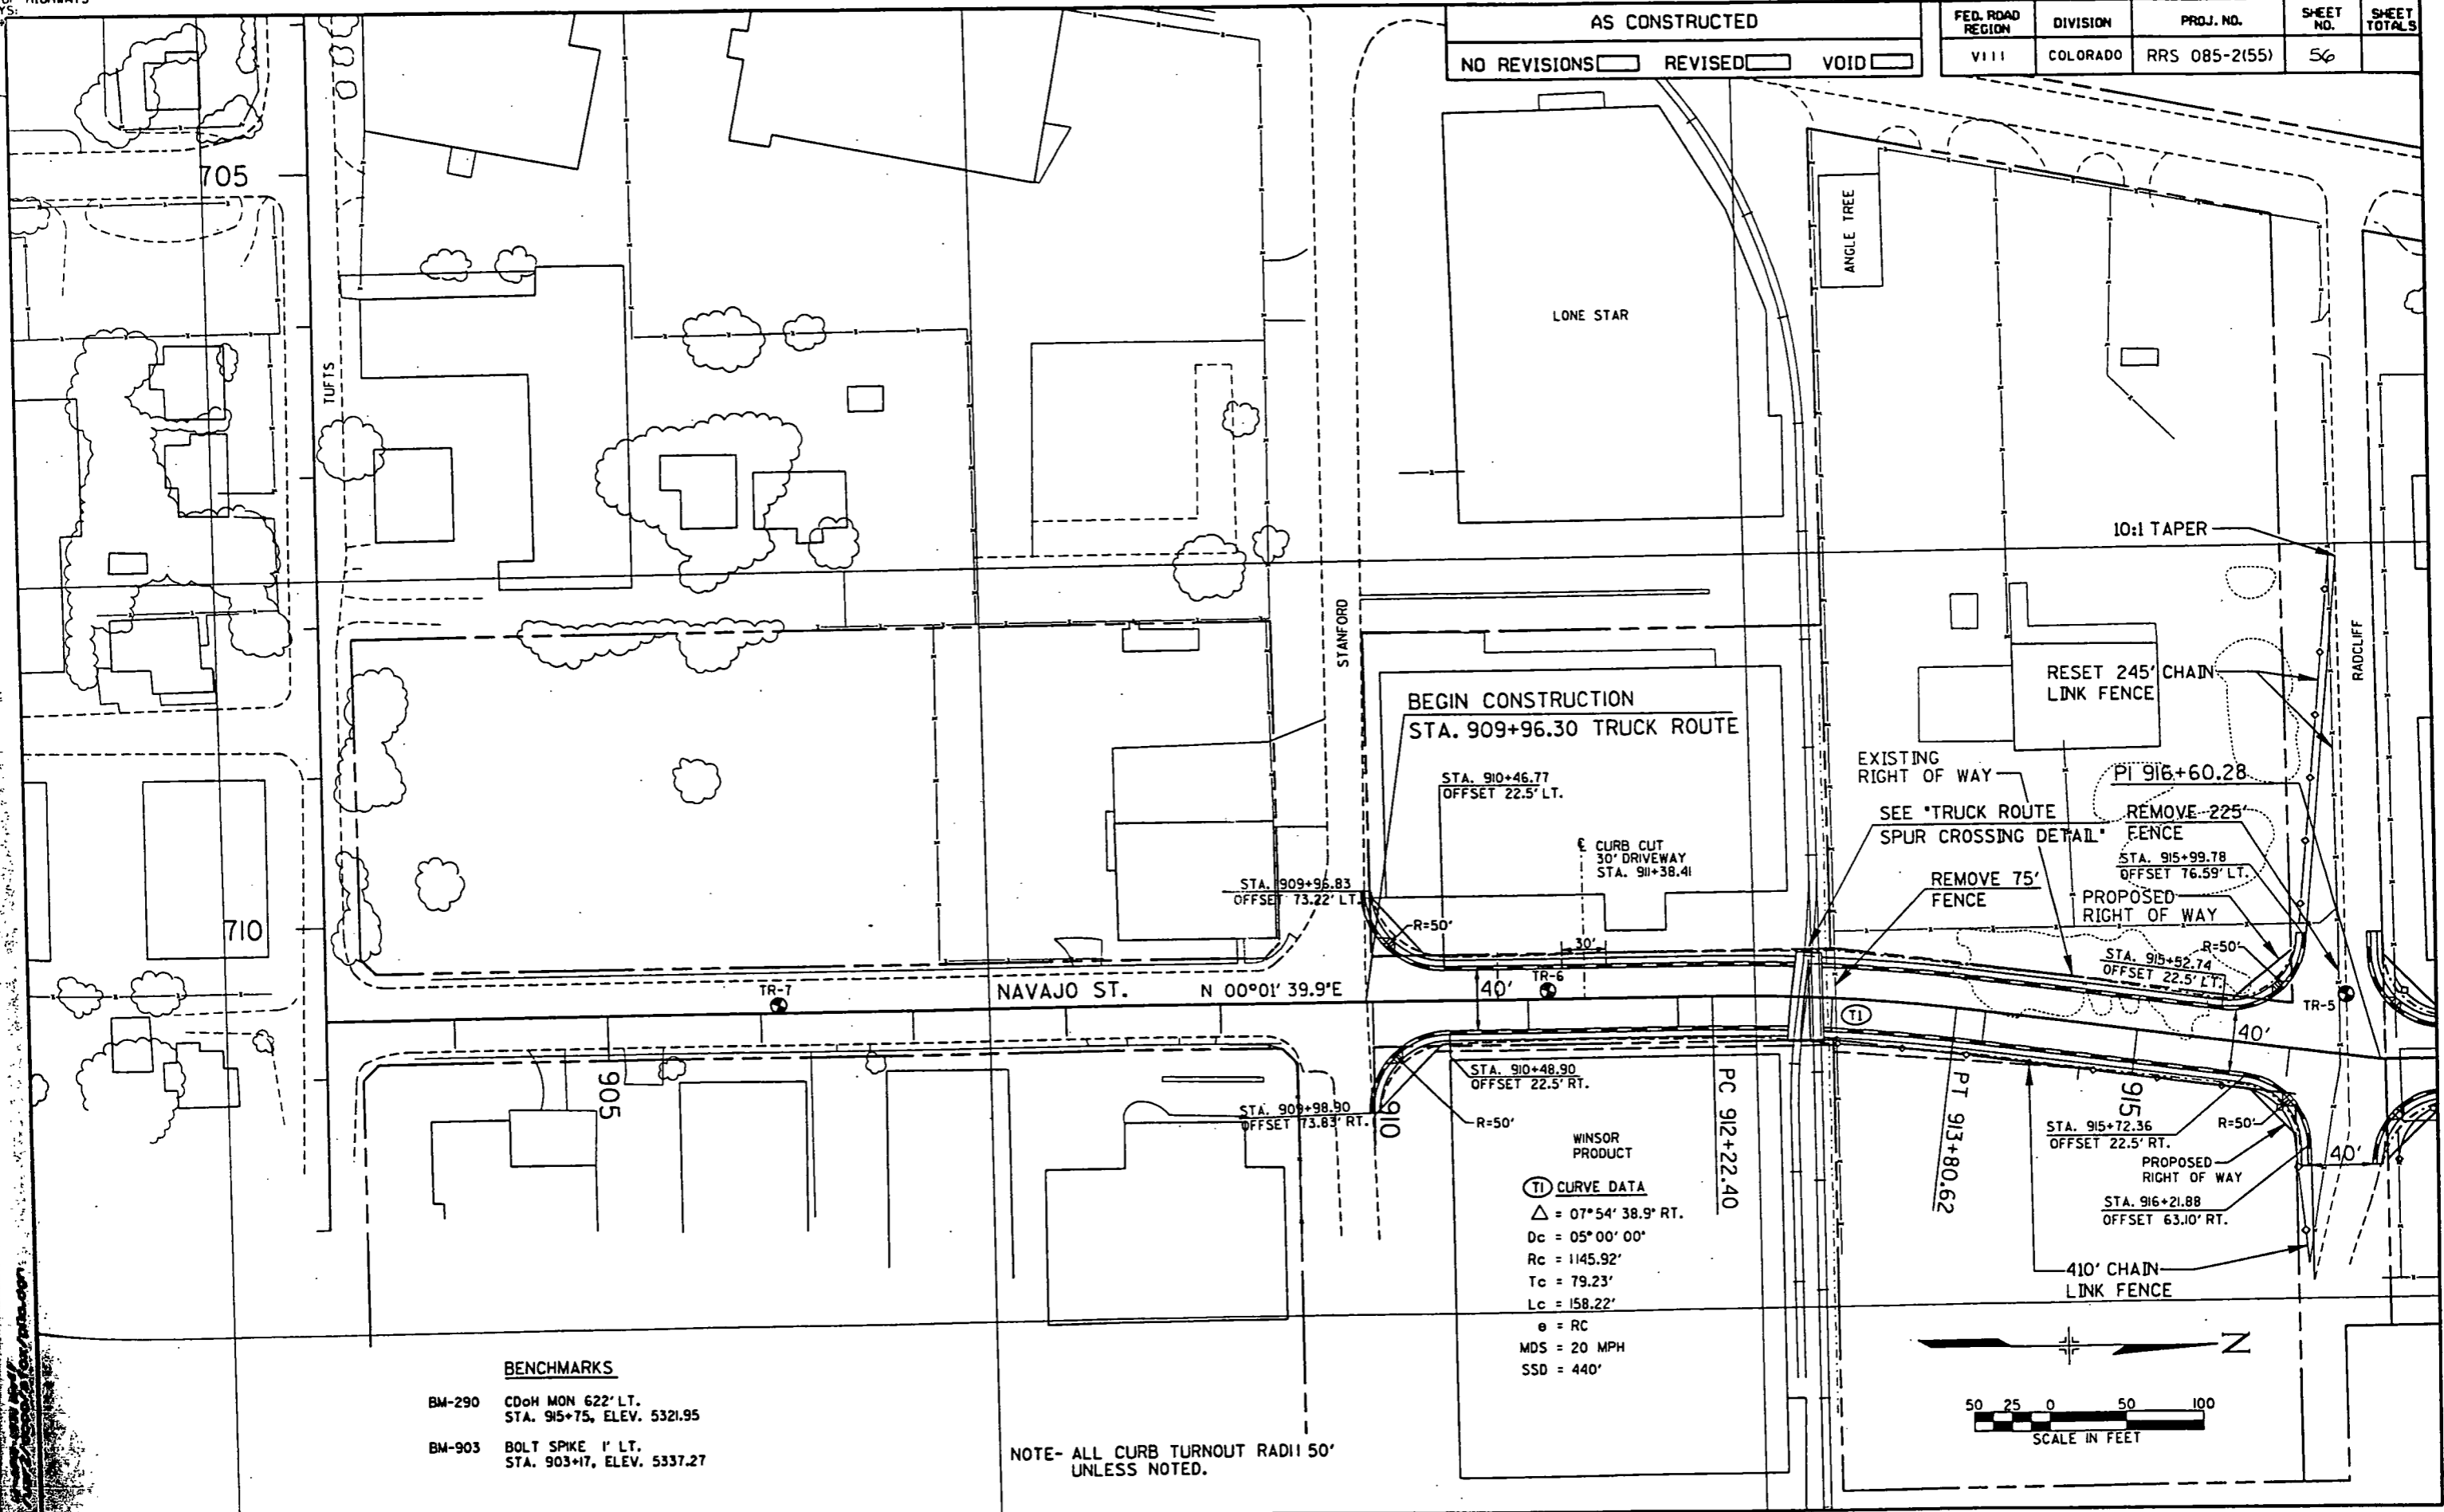 AS CONSTRUCTED
NO REVISIONS REVISED VOID
FED. ROAD REGION
DIVISION
PROJ. NO.
SHEET NO.
SHEET TOTALS
VIII
COLORADO
RRS 085-2(55)
56
705
ANGLE TREE
LONE STAR
TUFTS
STANFORD
RADCLIFF
10:1 TAPER
RESET 245' CHAIN
LINK FENCE
BEGIN CONSTRUCTION
STA. 909+96.30 TRUCK ROUTE
EXISTING
RIGHT OF WAY
PI 916+60.28
STA. 910+46.77
OFFSET 22.5' LT.
SEE "TRUCK ROUTE
SPUR CROSSING DETAIL"
REMOVE 225'
FENCE
℄ CURB CUT
30' DRIVEWAY
STA. 911+38.41
STA. 915+99.78
OFFSET 76.59' LT.
STA. 909+96.83
OFFSET 73.22' LT.
REMOVE 75'
FENCE
PROPOSED
RIGHT OF WAY
710
R=50'
30'
R=50'
STA. 915+52.74
OFFSET 22.5' LT.
TR-7
NAVAJO ST.
N 00°01' 39.9"E
40'
TR-6
TR-5
T1
40'
905
STA. 910+48.90
OFFSET 22.5' RT.
STA. 909+98.90
OFFSET 73.83' RT.
910
R=50'
PC 912+22.40
PT 913+80.62
915
STA. 915+72.36
OFFSET 22.5' RT.
R=50'
40'
PROPOSED
RIGHT OF WAY
STA. 916+21.88
OFFSET 63.10' RT.
WINSOR
PRODUCT
T1 CURVE DATA
△ = 07°54' 38.9" RT.
Dc = 05°00' 00"
Rc = 1145.92'
Tc = 79.23'
Lc = 158.22'
e = RC
MDS = 20 MPH
SSD = 440'
410' CHAIN
LINK FENCE
N
50 25 0 50 100
SCALE IN FEET
BENCHMARKS
BM-290 CDoH MON 622' LT.
STA. 915+75, ELEV. 5321.95
BM-903 BOLT SPIKE 1' LT.
STA. 903+17, ELEV. 5337.27
NOTE- ALL CURB TURNOUT RADII 50'
UNLESS NOTED.